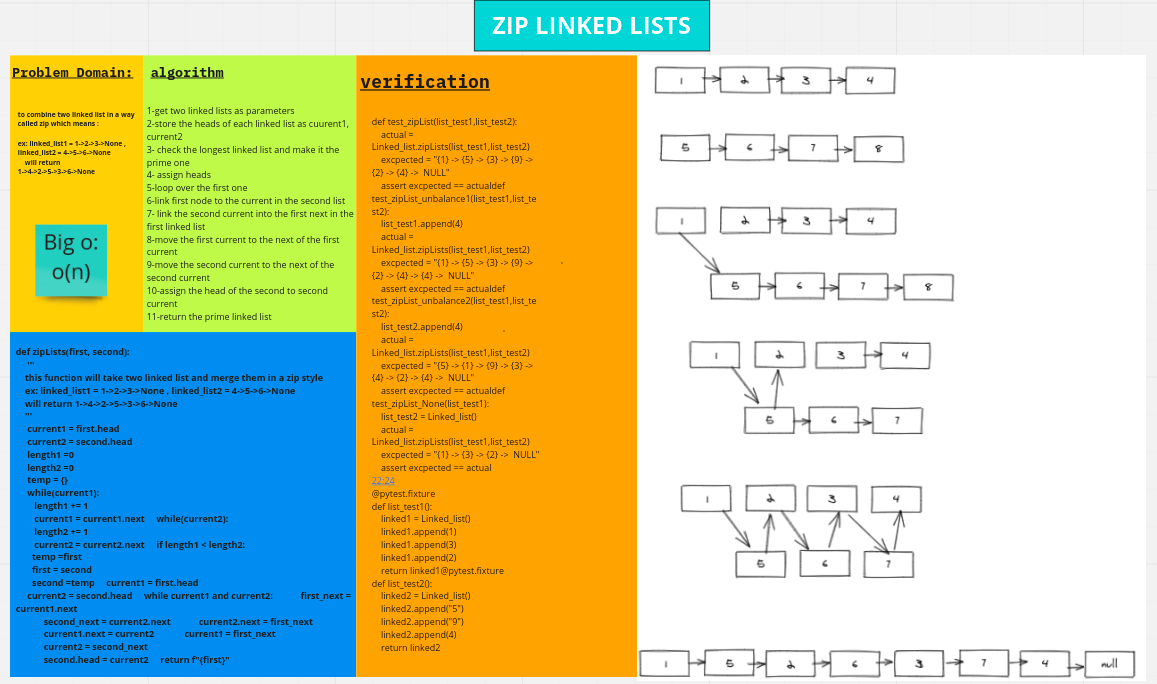 ZIP LINKED LISTS
Problem Domain:
to combine two linked list in a way
called zip which means :
ex: linked_list1 = 1->2->3->None ,
linked_list2 = 4->5->6->None
will return
1->4->2->5->3->6->None
Big o:
o(n)
algorithm
1-get two linked lists as parameters
2-store the heads of each linked list as cuurent1,
current2
3- check the longest linked list and make it the
prime one
4- assign heads
5-loop over the first one
6-link first node to the current in the second list
7- link the second current into the first next in the
first linked list
8-move the first current to the next of the first
current
9-move the second current to the next of the
second current
10-assign the head of the second to second
current
11-return the prime linked list
def zipLists(first, second):
'''
this function will take two linked list and merge them in a zip style
ex: linked_list1 = 1->2->3->None , linked_list2 = 4->5->6->None
will return 1->4->2->5->3->6->None
'''
current1 = first.head
current2 = second.head
length1 =0
length2 =0
temp = {}
while(current1):
length1 += 1
current1 = current1.next while(current2):
length2 += 1
current2 = current2.next if length1 < length2:
temp =first
first = second
second =temp current1 = first.head
current2 = second.head while current1 and current2: first_next =
current1.next
second_next = current2.next current2.next = first_next
current1.next = current2 current1 = first_next
current2 = second_next
second.head = current2 return f"{first}"
verification
def test_zipList(list_test1,list_test2):
actual =
Linked_list.zipLists(list_test1,list_test2)
excpected = "{1} -> {5} -> {3} -> {9} ->
{2} -> {4} -> NULL"
assert excpected == actualdef
test_zipList_unbalance1(list_test1,list_te
st2):
list_test1.append(4)
actual =
Linked_list.zipLists(list_test1,list_test2)
excpected = "{1} -> {5} -> {3} -> {9} ->
{2} -> {4} -> {4} -> NULL"
assert excpected == actualdef
test_zipList_unbalance2(list_test1,list_te
st2):
list_test2.append(4)
actual =
Linked_list.zipLists(list_test1,list_test2)
excpected = "{5} -> {1} -> {9} -> {3} ->
{4} -> {2} -> {4} -> NULL"
assert excpected == actualdef
test_zipList_None(list_test1):
list_test2 = Linked_list()
actual =
Linked_list.zipLists(list_test1,list_test2)
excpected = "{1} -> {3} -> {2} -> NULL"
assert excpected == actual
22:24
@pytest.fixture
def list_test1():
linked1 = Linked_list()
linked1.append(1)
linked1.append(3)
linked1.append(2)
return linked1@pytest.fixture
def list_test2():
linked2 = Linked_list()
linked2.append("5")
linked2.append("9")
linked2.append(4)
return linked2
1 2 3 4
5 6 7 8
1 2 3 4
5 6 7 8
1 2 3 4
5 6 7
1 2 3 4
5 6 7
1 5 2 6 3 7 4 null